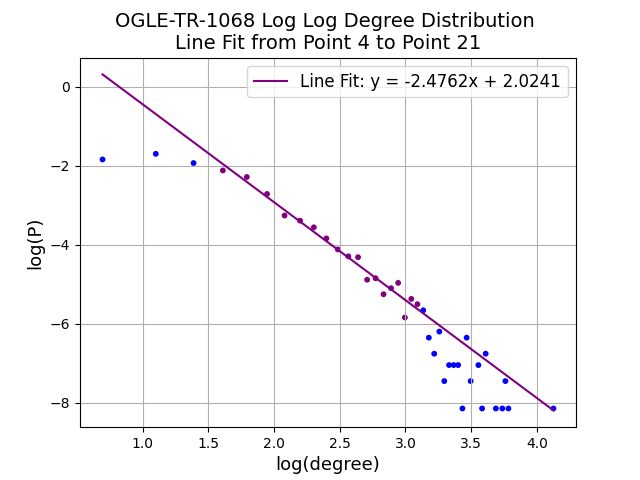 OGLE-TR-1068 Log Log Degree Distribution
Line Fit from Point 4 to Point 21
Line Fit: y = -2.4762x + 2.0241
log(P)
0
−2
−4
−6
−8
1.0 1.5 2.0 2.5 3.0 3.5 4.0
log(degree)